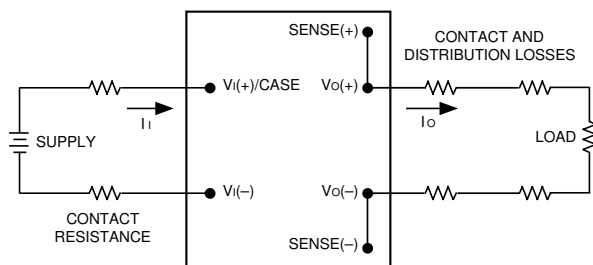 SENSE(+)
CONTACT AND
DISTRIBUTION LOSSES
VI(+)/CASE
VO(+)
II
IO
SUPPLY
LOAD
VI(–)
VO(–)
CONTACT
RESISTANCE
SENSE(–)